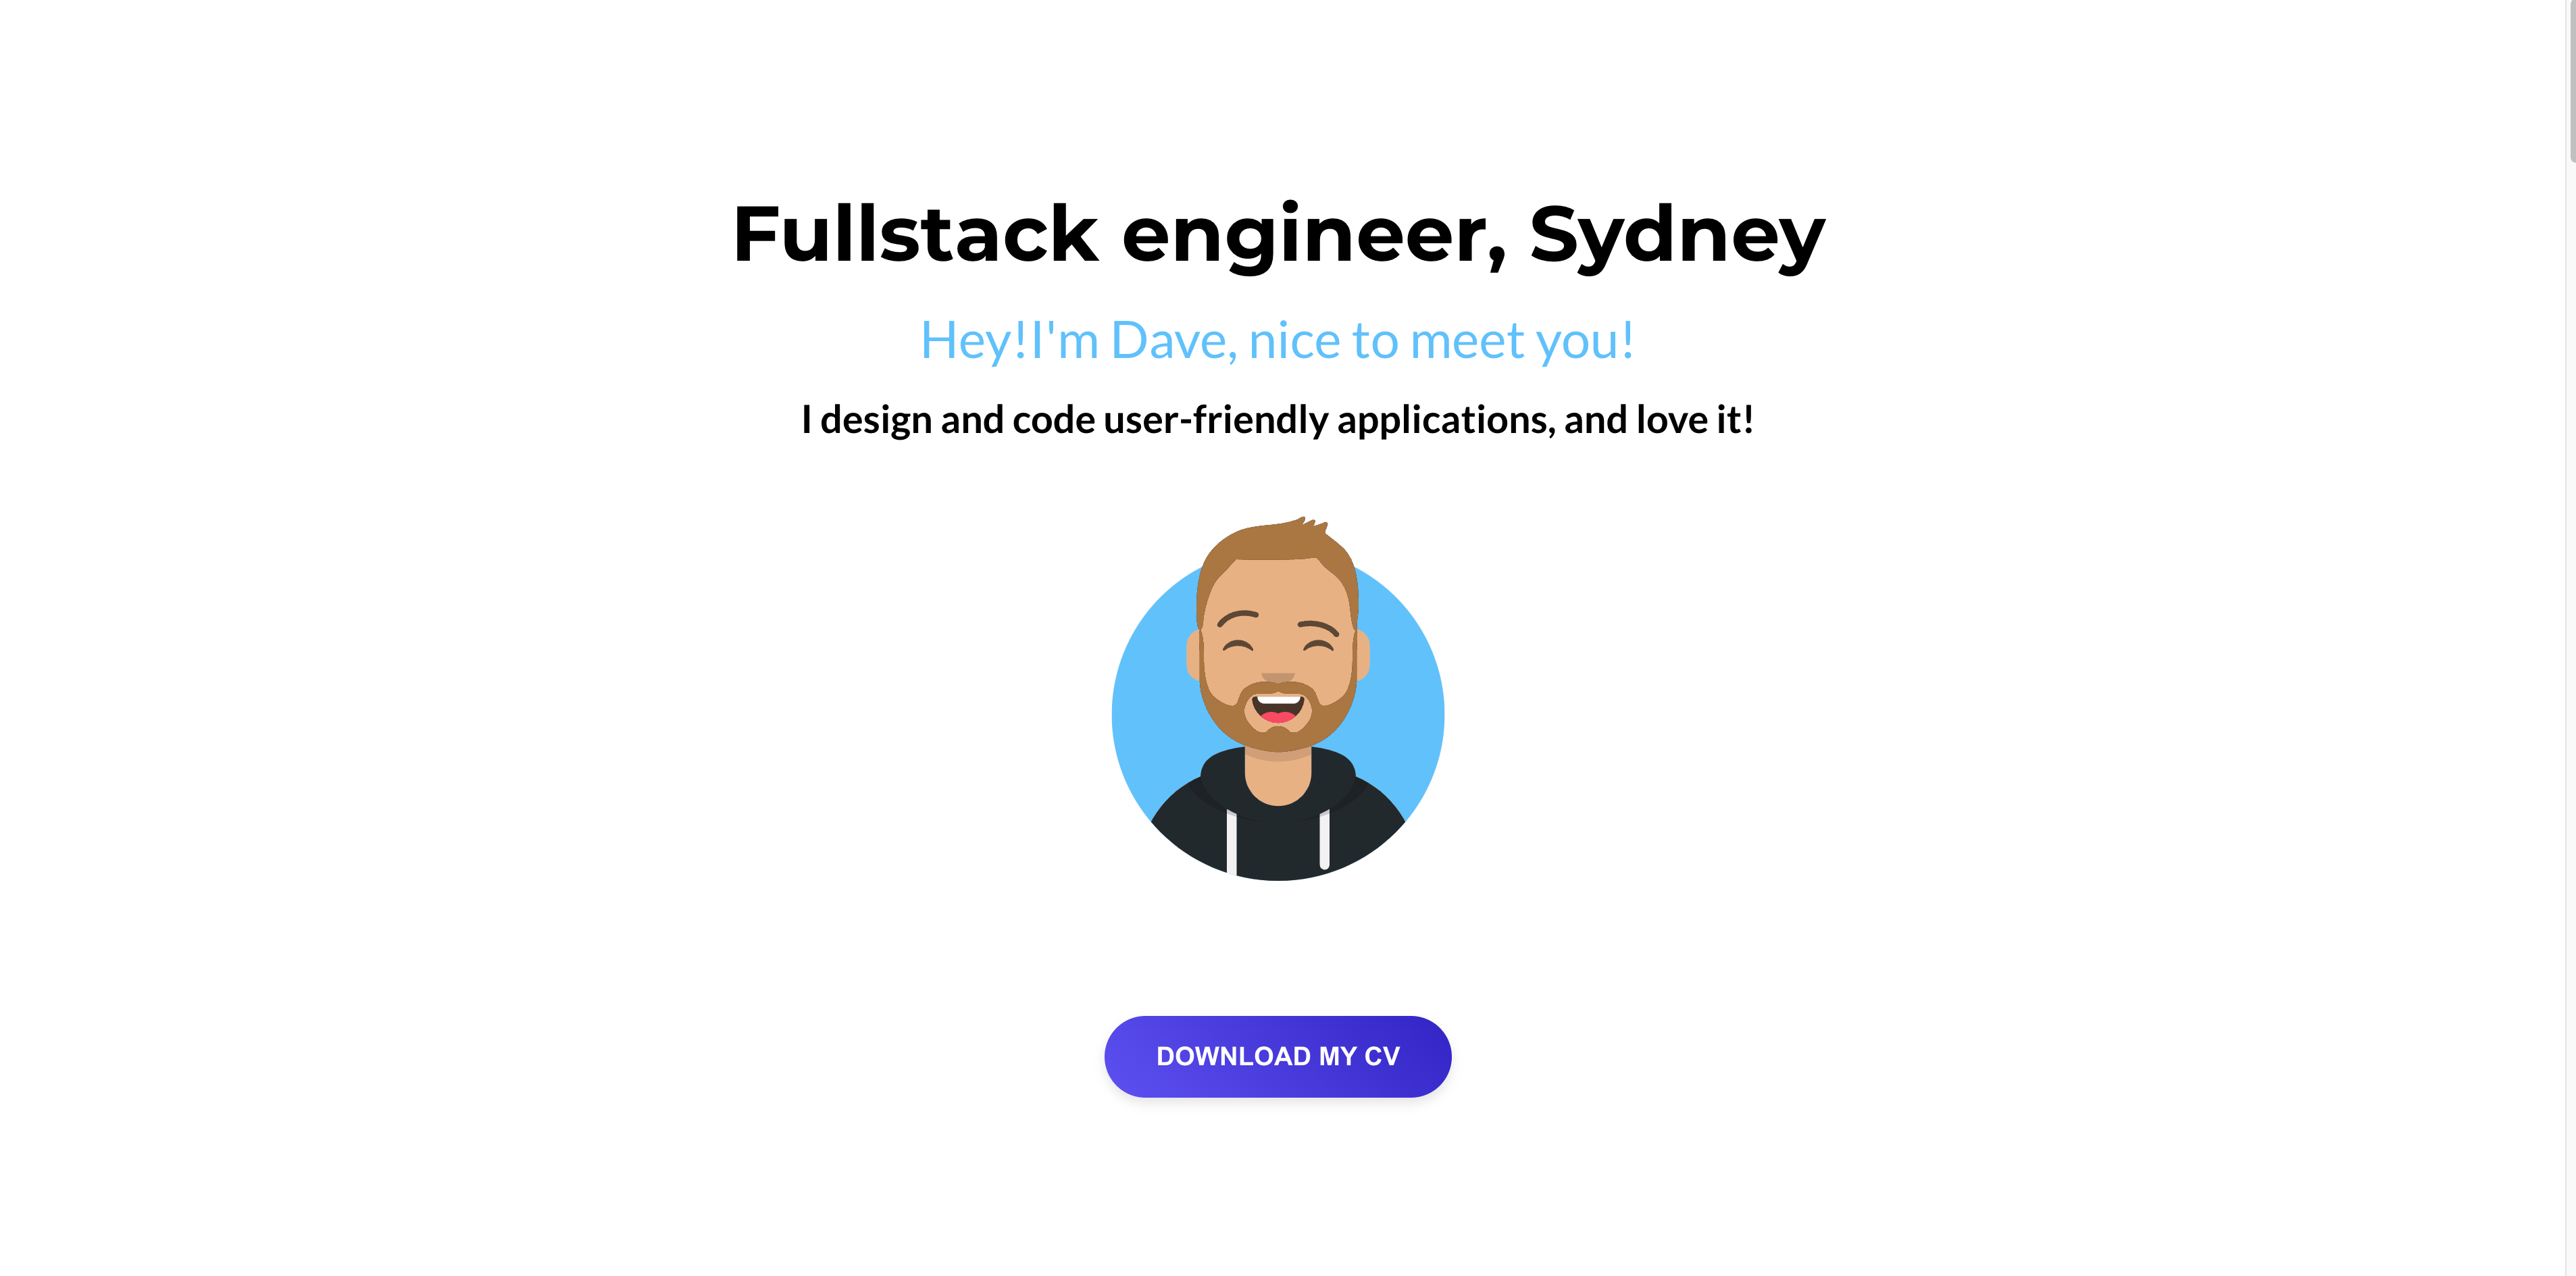 Fullstack engineer, Sydney
Hey!I'm Dave, nice to meet you!
I design and code user-friendly applications, and love it!
DOWNLOAD MY CV